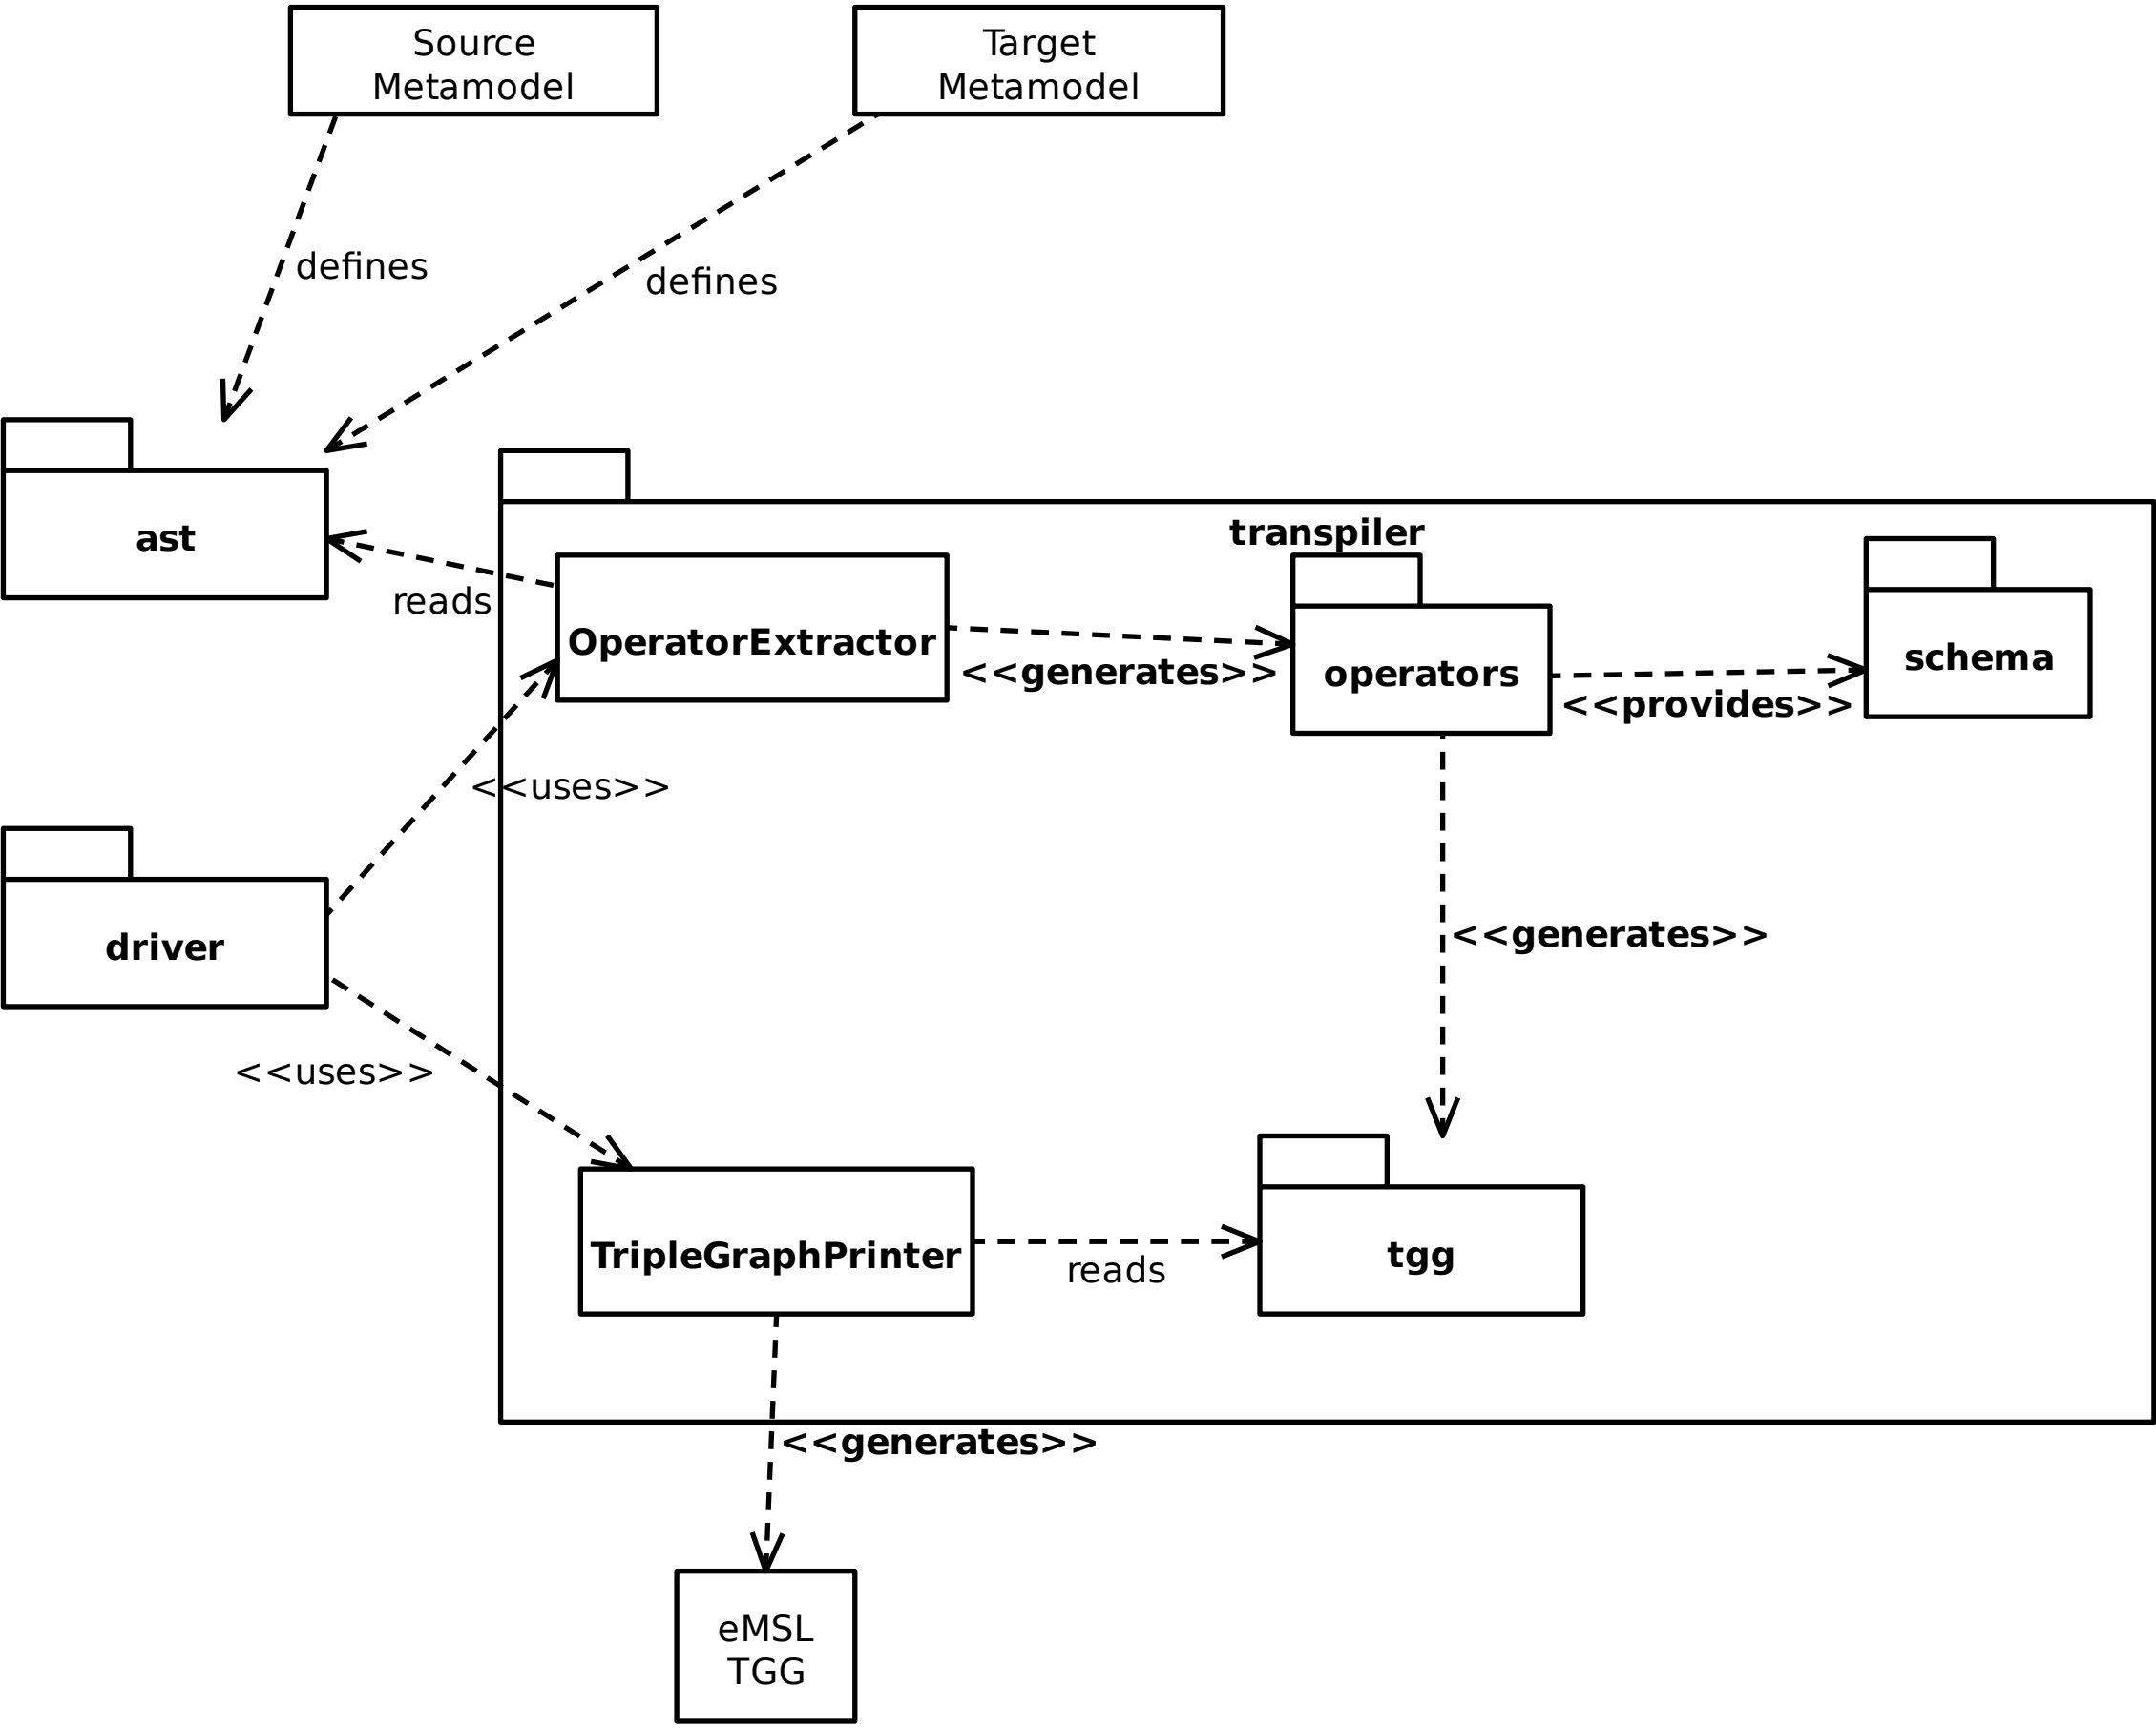 Source
Metamodel
Target
Metamodel
defines
defines
transpiler
ast
reads
OperatorExtractor
<<generates>>
operators
<<provides>>
schema
<<uses>>
driver
<<generates>>
<<uses>>
TripleGraphPrinter
reads
tgg
<<generates>>
eMSL
TGG